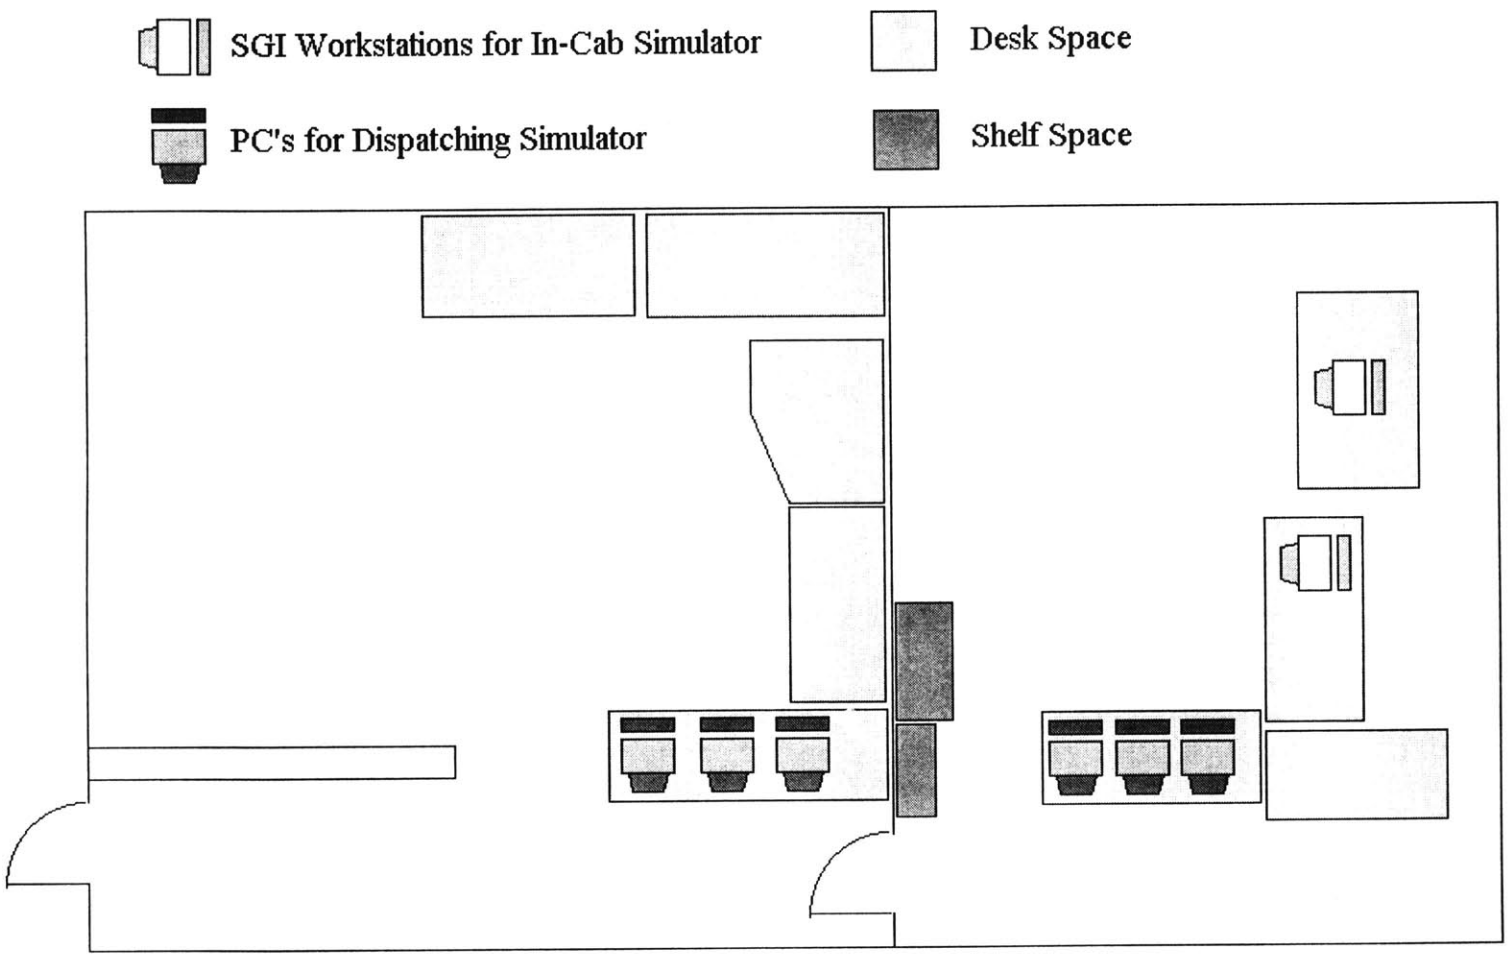 SGI Workstations for In-Cab Simulator
Desk Space
PC's for Dispatching Simulator
Shelf Space